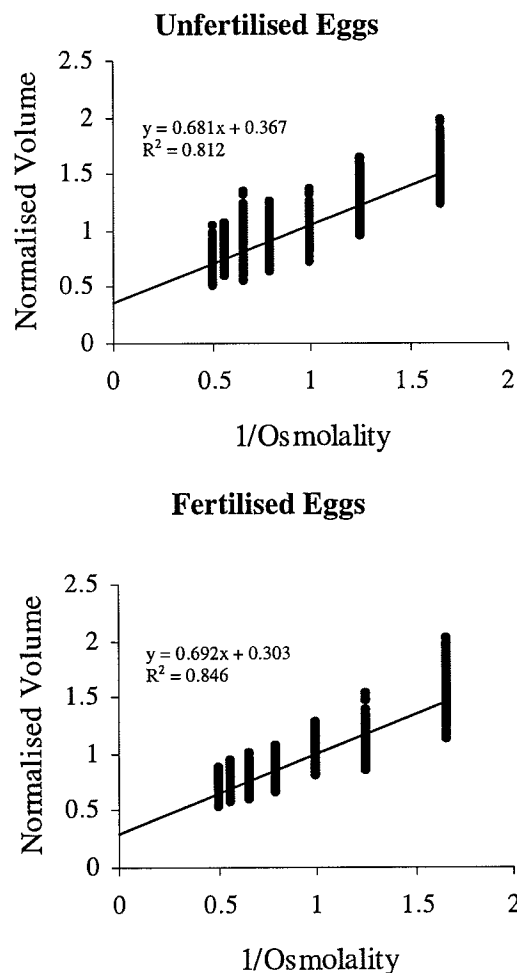 Unfertilised Eggs
2.5
2
1.5
1
0.5
0
y = 0.681x + 0.367
R² = 0.812
Normalised Volume
0 0.5 1 1.5 2
1/Osmolality
Fertilised Eggs
2.5
2
1.5
1
0.5
0
y = 0.692x + 0.303
R² = 0.846
Normalised Volume
0 0.5 1 1.5 2
1/Osmolality